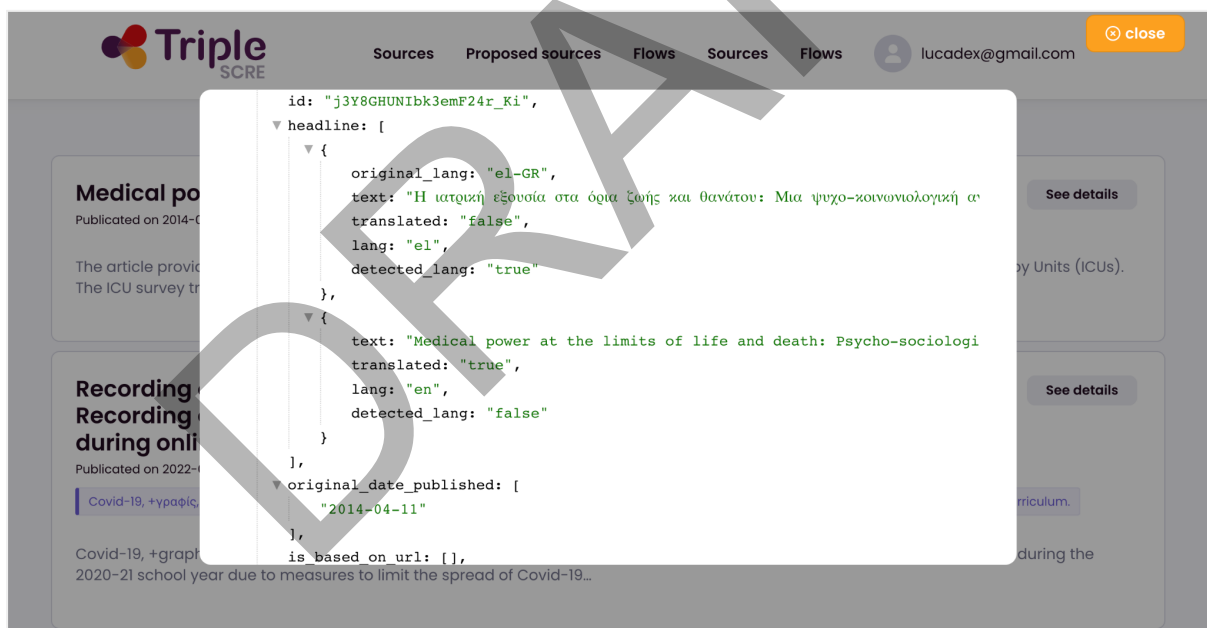 Triple
SCRE
Sources Proposed sources Flows Sources Flows lucadex@gmail.com
close
id: "j3Y8GHUNIbk3emF24r_Ki",
headline: [
{
original_lang: "el-GR",
text: "Η ιατρική εξουσία στα όρια ζωής και θανάτου: Μια ψυχο-κοινωνιολογική αν
translated: "false",
lang: "el",
detected_lang: "true"
},
{
text: "Medical power at the limits of life and death: Psycho-sociologi
translated: "true",
lang: "en",
detected_lang: "false"
}
],
original_date_published: [
"2014-04-11"
],
is_based_on_url: [],
Medical po
Publicated on 2014-0
See details
The article provid by Units (ICUs).
The ICU survey tr
Recording
Recording
during onli
Publicated on 2022-
See details
Covid-19, +γραφίς, rriculum.
Covid-19, +graph during the
2020-21 school year due to measures to limit the spread of Covid-19...
DRA